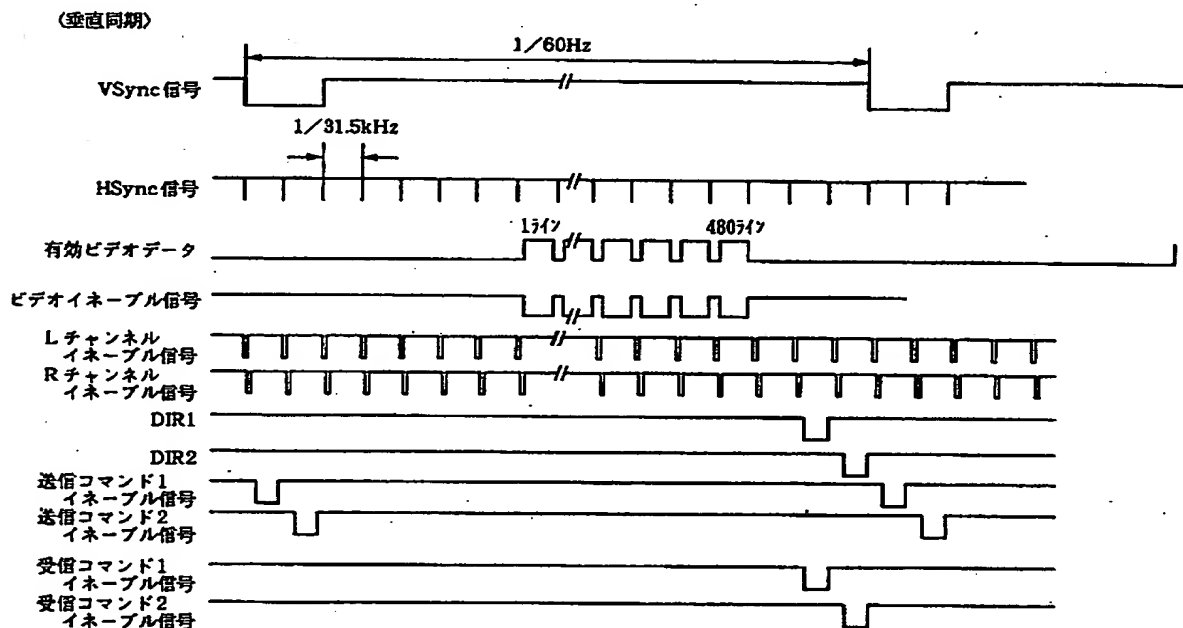 〈垂直同期〉
1/60Hz
VSync信号
1/31.5kHz
HSync信号
1ライン
480ライン
有効ビデオデータ
ビデオイネーブル信号
Lチャンネル
イネーブル信号
Rチャンネル
イネーブル信号
DIR1
DIR2
送信コマンド1
イネーブル信号
送信コマンド2
イネーブル信号
受信コマンド1
イネーブル信号
受信コマンド2
イネーブル信号